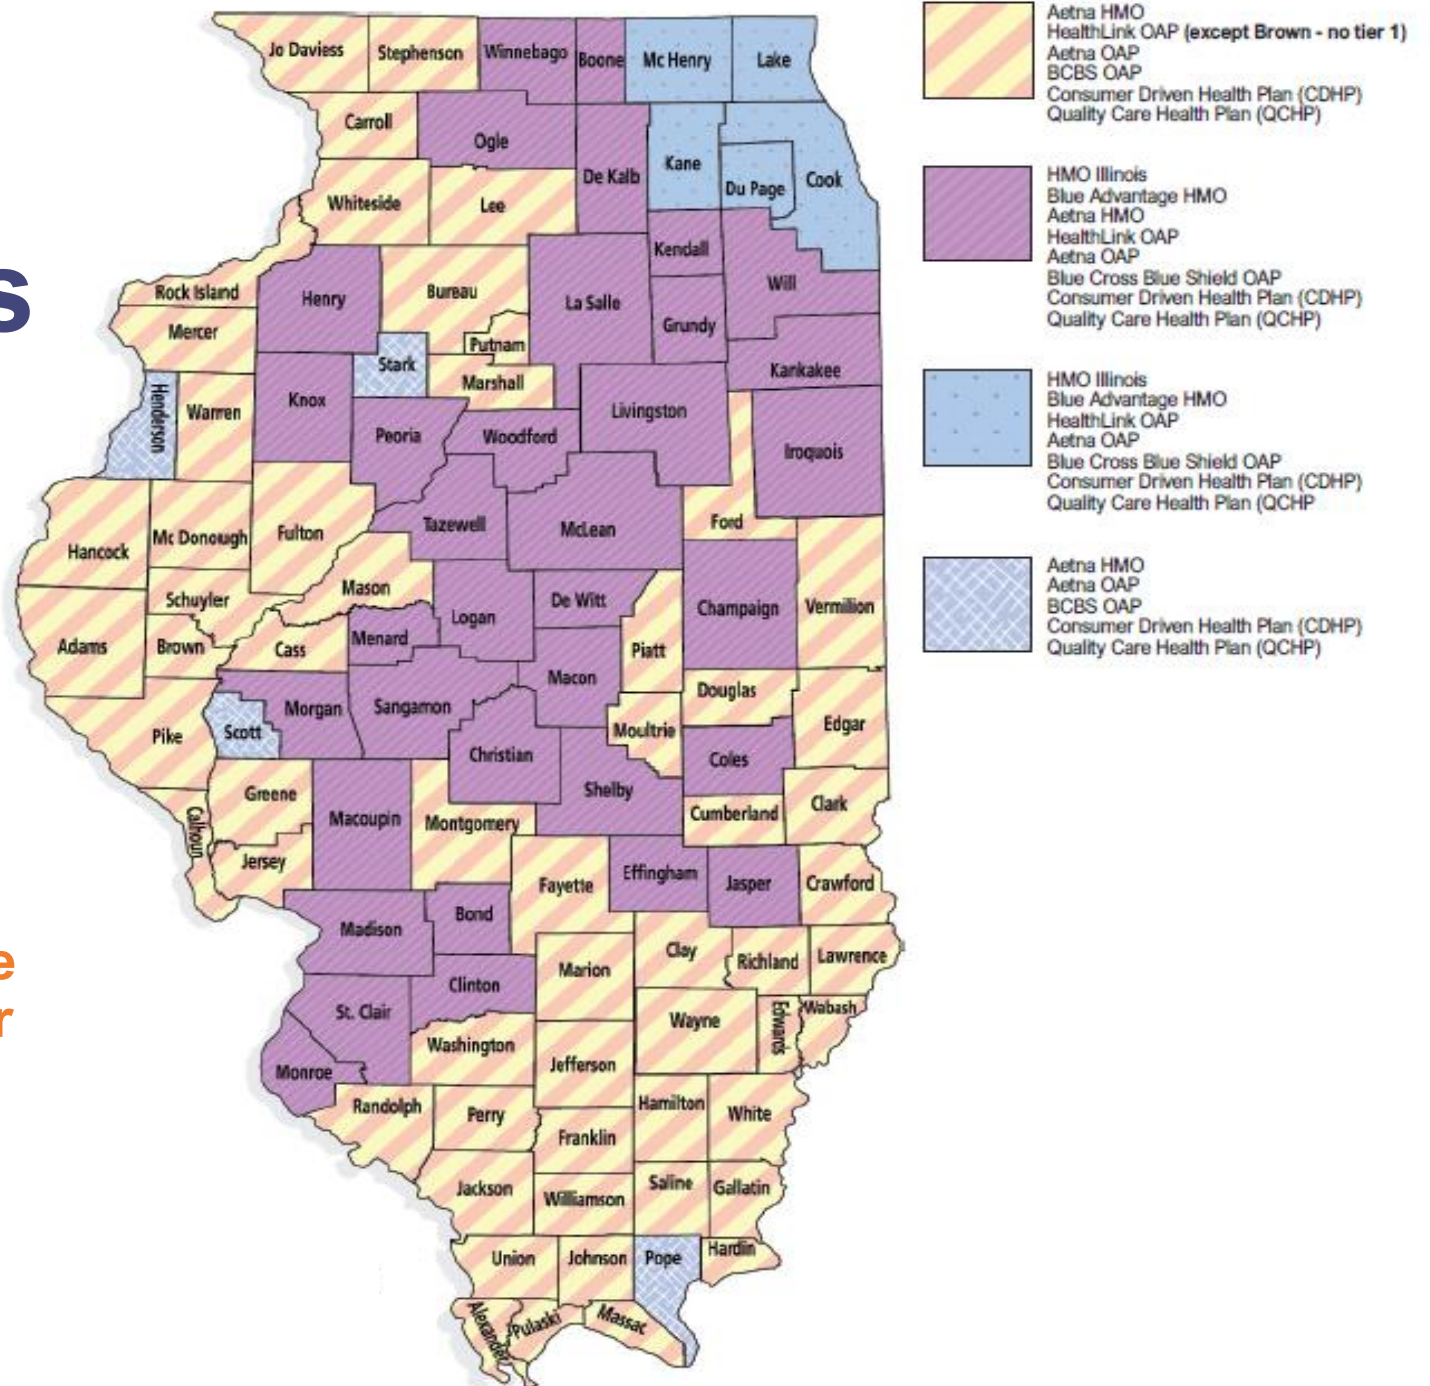 Jo Daviess
Stephenson
Winnebago
Boone
Mc Henry
Lake
Carroll
Ogle
De Kalb
Kane
Du Page
Cook
Whiteside
Lee
Kendall
Will
Rock Island
Henry
Bureau
La Salle
Grundy
Mercer
Putnam
Stark
Kankakee
Henderson
Warren
Knox
Marshall
Livingston
Peoria
Woodford
Iroquois
Hancock
Mc Donough
Fulton
Tazewell
McLean
Ford
Schuyler
Mason
Logan
De Witt
Champaign
Vermilion
Adams
Brown
Cass
Menard
Piatt
Macon
Douglas
Pike
Scott
Morgan
Sangamon
Moultrie
Edgar
Christian
Coles
Shelby
Greene
Calhoun
Macoupin
Montgomery
Cumberland
Clark
Jersey
Fayette
Effingham
Jasper
Crawford
Madison
Bond
Clay
Richland
Lawrence
Marion
Clinton
St. Clair
Wayne
Edwards
Wabash
Washington
Jefferson
Monroe
Randolph
Perry
Hamilton
White
Franklin
Jackson
Williamson
Saline
Gallatin
Union
Johnson
Pope
Hardin
Alexander
Pulaski
Massac
s
e
r
Aetna HMO
HealthLink OAP (except Brown - no tier 1)
Aetna OAP
BCBS OAP
Consumer Driven Health Plan (CDHP)
Quality Care Health Plan (QCHP)
HMO Illinois
Blue Advantage HMO
Aetna HMO
HealthLink OAP
Aetna OAP
Blue Cross Blue Shield OAP
Consumer Driven Health Plan (CDHP)
Quality Care Health Plan (QCHP)
HMO Illinois
Blue Advantage HMO
HealthLink OAP
Aetna OAP
Blue Cross Blue Shield OAP
Consumer Driven Health Plan (CDHP)
Quality Care Health Plan (QCHP
Aetna HMO
Aetna OAP
BCBS OAP
Consumer Driven Health Plan (CDHP)
Quality Care Health Plan (QCHP)